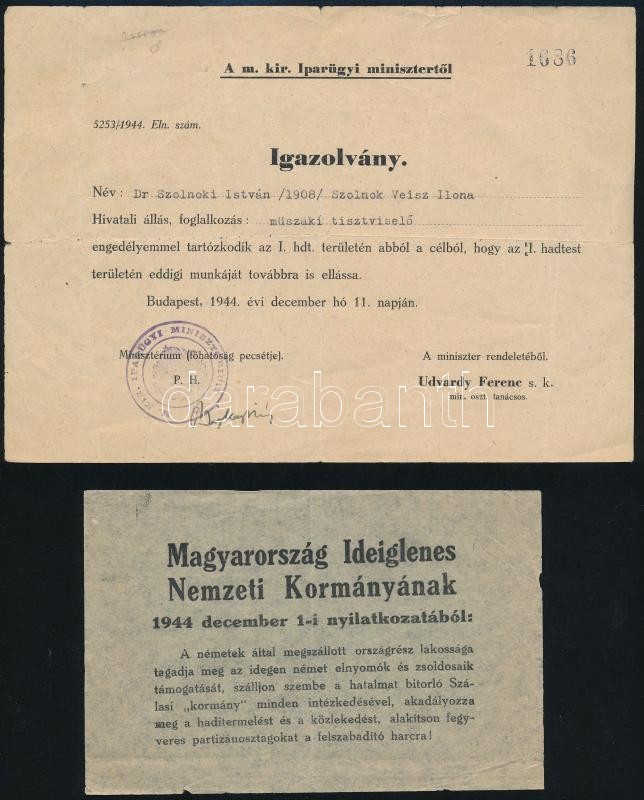 1686
A m. kir. Iparügyi minisztertől
5253/1944. Eln. szám.
Igazolvány.
Név : Dr Szolnoki István /1908/ Szolnok Veisz Ilona
Hivatali állás, foglalkozás : műszaki tisztviselő
engedélyemmel tartózkodik az I. hdt. területén abból a célból, hogy az I. hadtest
területén eddigi munkáját továbbra is ellássa.
Budapest, 1944. évi december hó 11. napján.
Minisztérium (főhatóság pecsétje).
P. H.
A miniszter rendeletéből.
Udvardy Ferenc s. k.
min. oszt. tanácsos.
darabanth
Magyarország Ideiglenes
Nemzeti Kormányának
1944 december 1-i nyilatkozatából:
A németek által megszállott országrész lakossága
tagadja meg az idegen német elnyomók és zsoldosaik
támogatását, szálljon szembe a hatalmat bitorló Szá-
lasi „kormány" minden intézkedésével, akadályozza
meg a haditermelést és a közlekedést, alakítson fegy-
veres partizánosztagokat a felszabadító harcra!